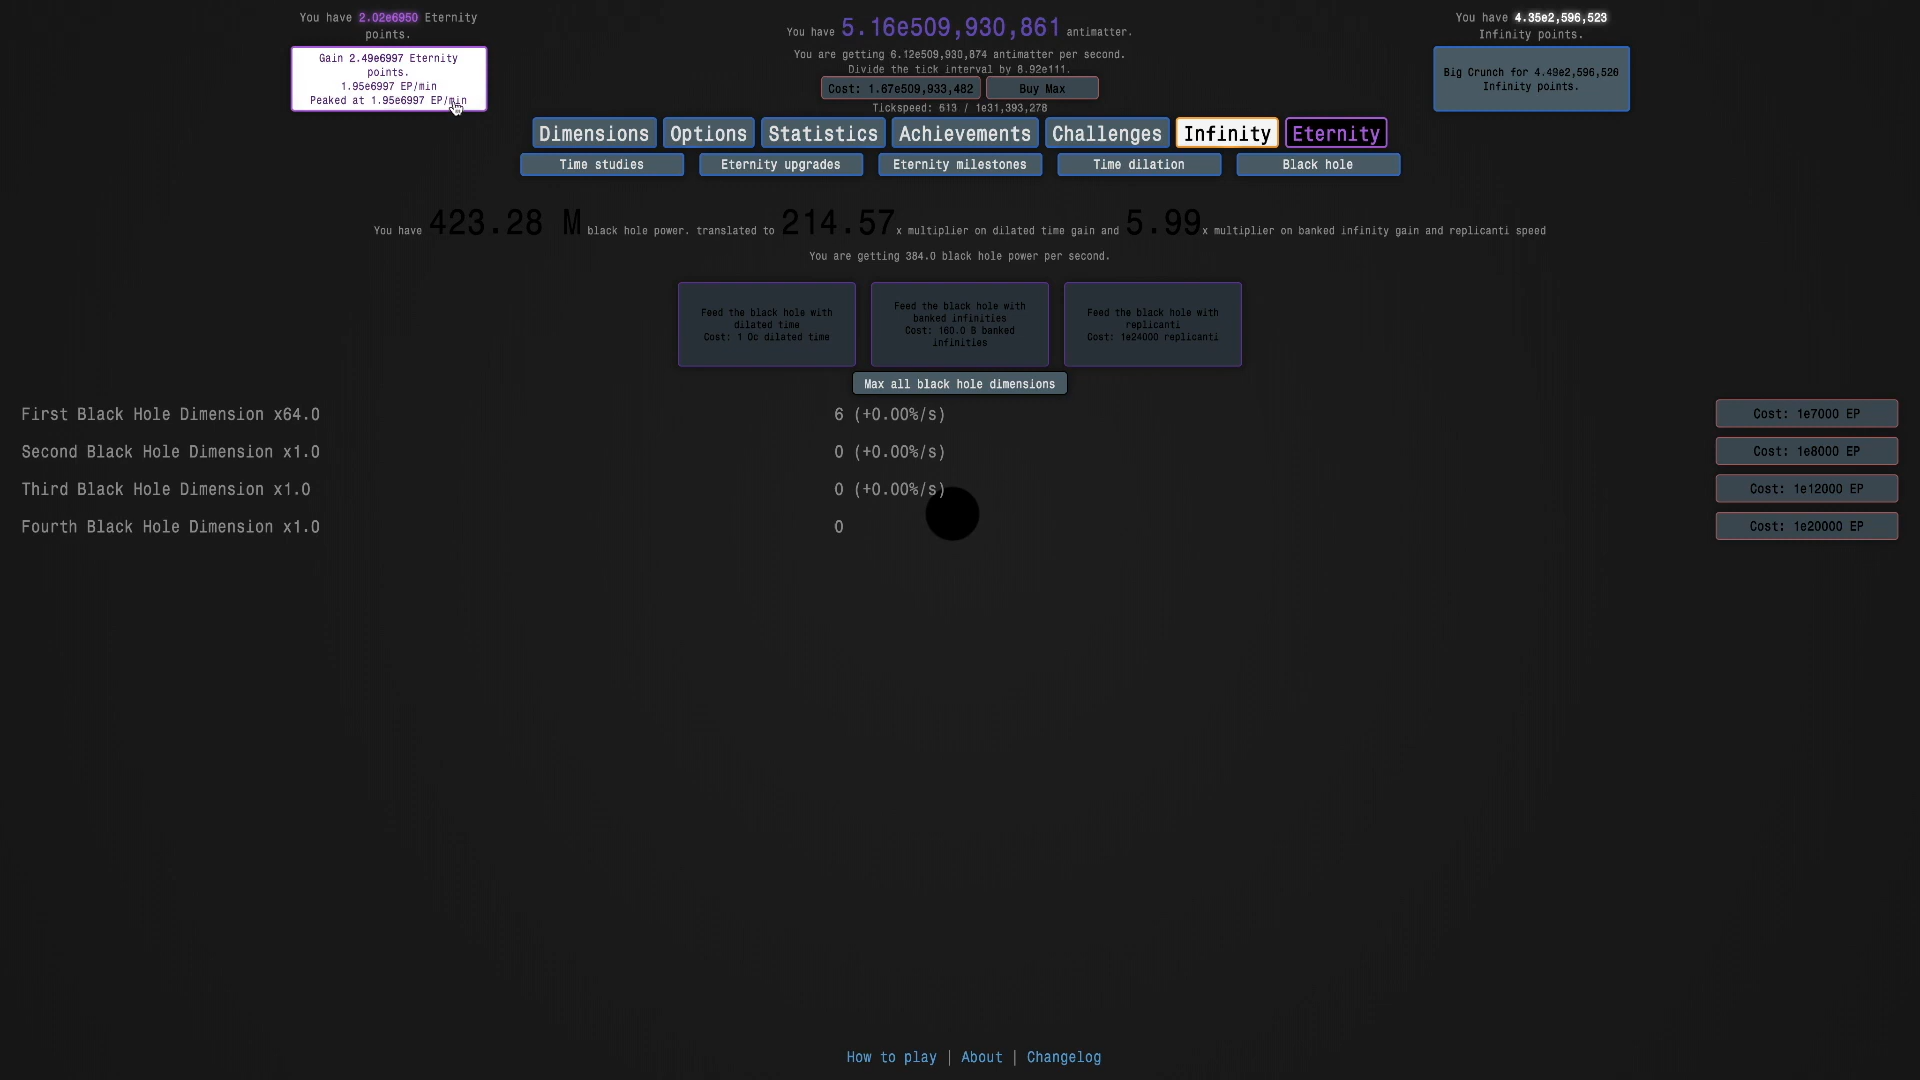 You have 2.02e6950 Eternity
points.
Gain 2.49e6997 Eternity
points.
1.95e6997 EP/min
Peaked at 1.95e6997 EP/min
You have 5.16e509,930,861 antimatter.
You are getting 6.12e509,930,874 antimatter per second.
Divide the tick interval by 8.92e111.
Cost: 1.67e509,933,482
Buy Max
Tickspeed: 613 / 1e31,393,278
You have 4.35e2,596,523
Infinity points.
Big Crunch for 4.49e2,596,526
Infinity points.
Dimensions
Options
Statistics
Achievements
Challenges
Infinity
Eternity
Time studies
Eternity upgrades
Eternity milestones
Time dilation
Black hole
You have 423.28 M black hole power. translated to 214.57x multiplier on dilated time gain and 5.99x multiplier on banked infinity gain and replicanti speed
You are getting 384.0 black hole power per second.
Feed the black hole with
dilated time
Cost: 1 Oc dilated time
Feed the black hole with
banked infinities
Cost: 160.0 B banked
infinities
Feed the black hole with
replicanti
Cost: 1e24000 replicanti
Max all black hole dimensions
First Black Hole Dimension x64.0
6 (+0.00%/s)
Cost: 1e7000 EP
Second Black Hole Dimension x1.0
0 (+0.00%/s)
Cost: 1e8000 EP
Third Black Hole Dimension x1.0
0 (+0.00%/s)
Cost: 1e12000 EP
Fourth Black Hole Dimension x1.0
0
Cost: 1e20000 EP
How to play | About | Changelog